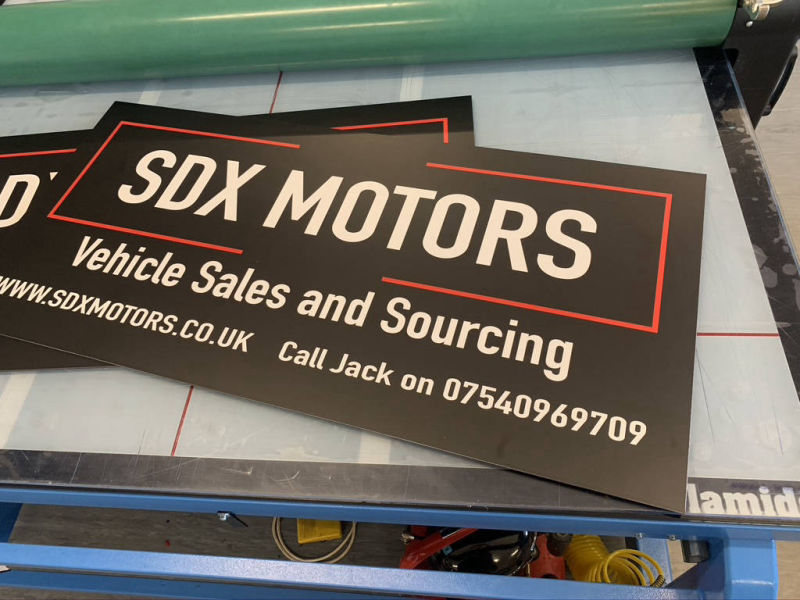 SDX MOTORS
Vehicle Sales and Sourcing
WWW.SDXMOTORS.CO.UK
Call Jack on 07540969709